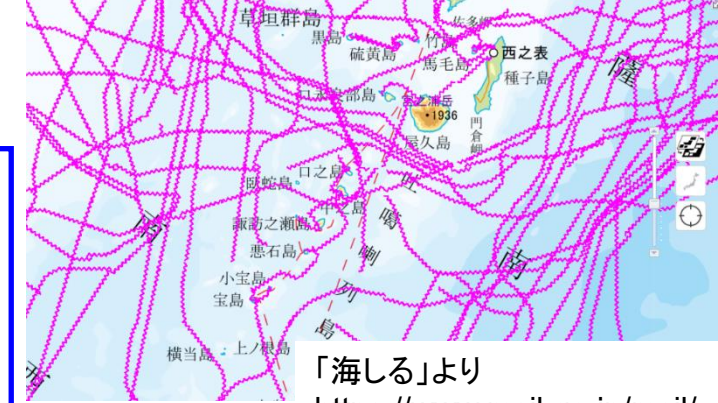 草垣群島
佐多岬
黒島
硫黄島
竹島
馬毛島
西之表
種子島
薩
口永良部島
宮之浦岳
1936
屋久島
門倉岬
口之島
臥蛇島
中之島
吐
噶
喇
列
島
諏訪之瀬島
悪石島
小宝島
宝島
横当島
上ノ根島
南
南
西
「海しる」より